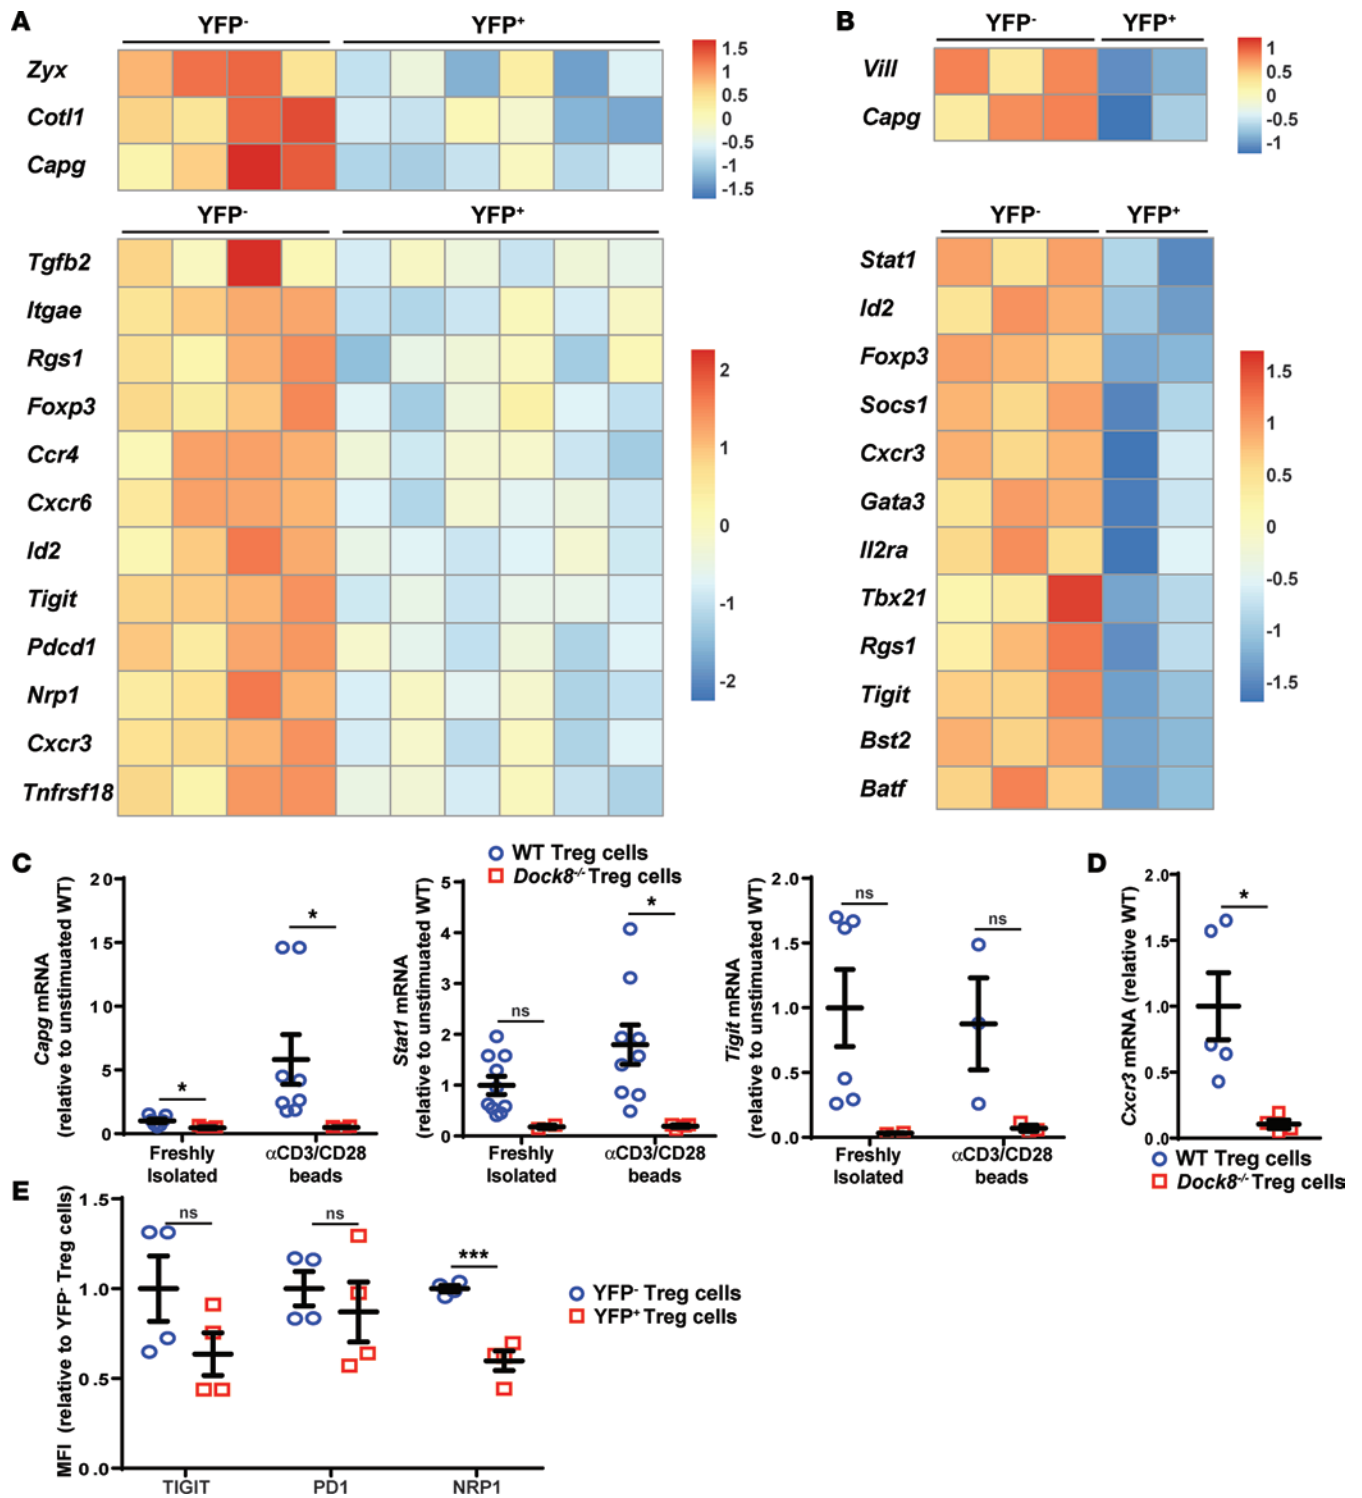 A
YFP-
YFP+
Zyx
Cotl1
Capg
1.5
1
0.5
0
-0.5
-1
-1.5
YFP-
YFP+
Tgfb2
Itgae
Rgs1
Foxp3
Ccr4
Cxcr6
Id2
Tigit
Pdcd1
Nrp1
Cxcr3
Tnfrsf18
2
1
0
-1
-2
B
YFP-
YFP+
Vill
Capg
1
0.5
0
-0.5
-1
YFP-
YFP+
Stat1
Id2
Foxp3
Socs1
Cxcr3
Gata3
Il2ra
Tbx21
Rgs1
Tigit
Bst2
Batf
1.5
1
0.5
0
-0.5
-1
-1.5
C
WT Treg cells
Dock8-/- Treg cells
Capg mRNA
(relative to unstimuated WT)
20
15
10
5
0
*
*
Freshly
Isolated
αCD3/CD28
beads
Stat1 mRNA
(relative to unstimuated WT)
5
4
3
2
1
0
ns
*
Freshly
Isolated
αCD3/CD28
beads
Tigit mRNA
(relative to unstimuated WT)
2.0
1.5
1.0
0.5
0.0
ns
ns
Freshly
Isolated
αCD3/CD28
beads
D
Cxcr3 mRNA (relative WT)
2.0
1.5
1.0
0.5
0.0
*
WT Treg cells
Dock8-/- Treg cells
E
MFI (relative to YFP- Treg cells)
1.5
1.0
0.5
0.0
ns
ns
***
TIGIT
PD1
NRP1
YFP- Treg cells
YFP+ Treg cells